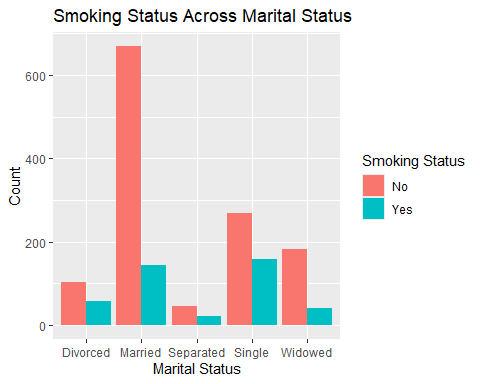 Smoking Status Across Marital Status
600
400
200
0
Count
Divorced Married Separated Single Widowed
Marital Status
Smoking Status
No
Yes